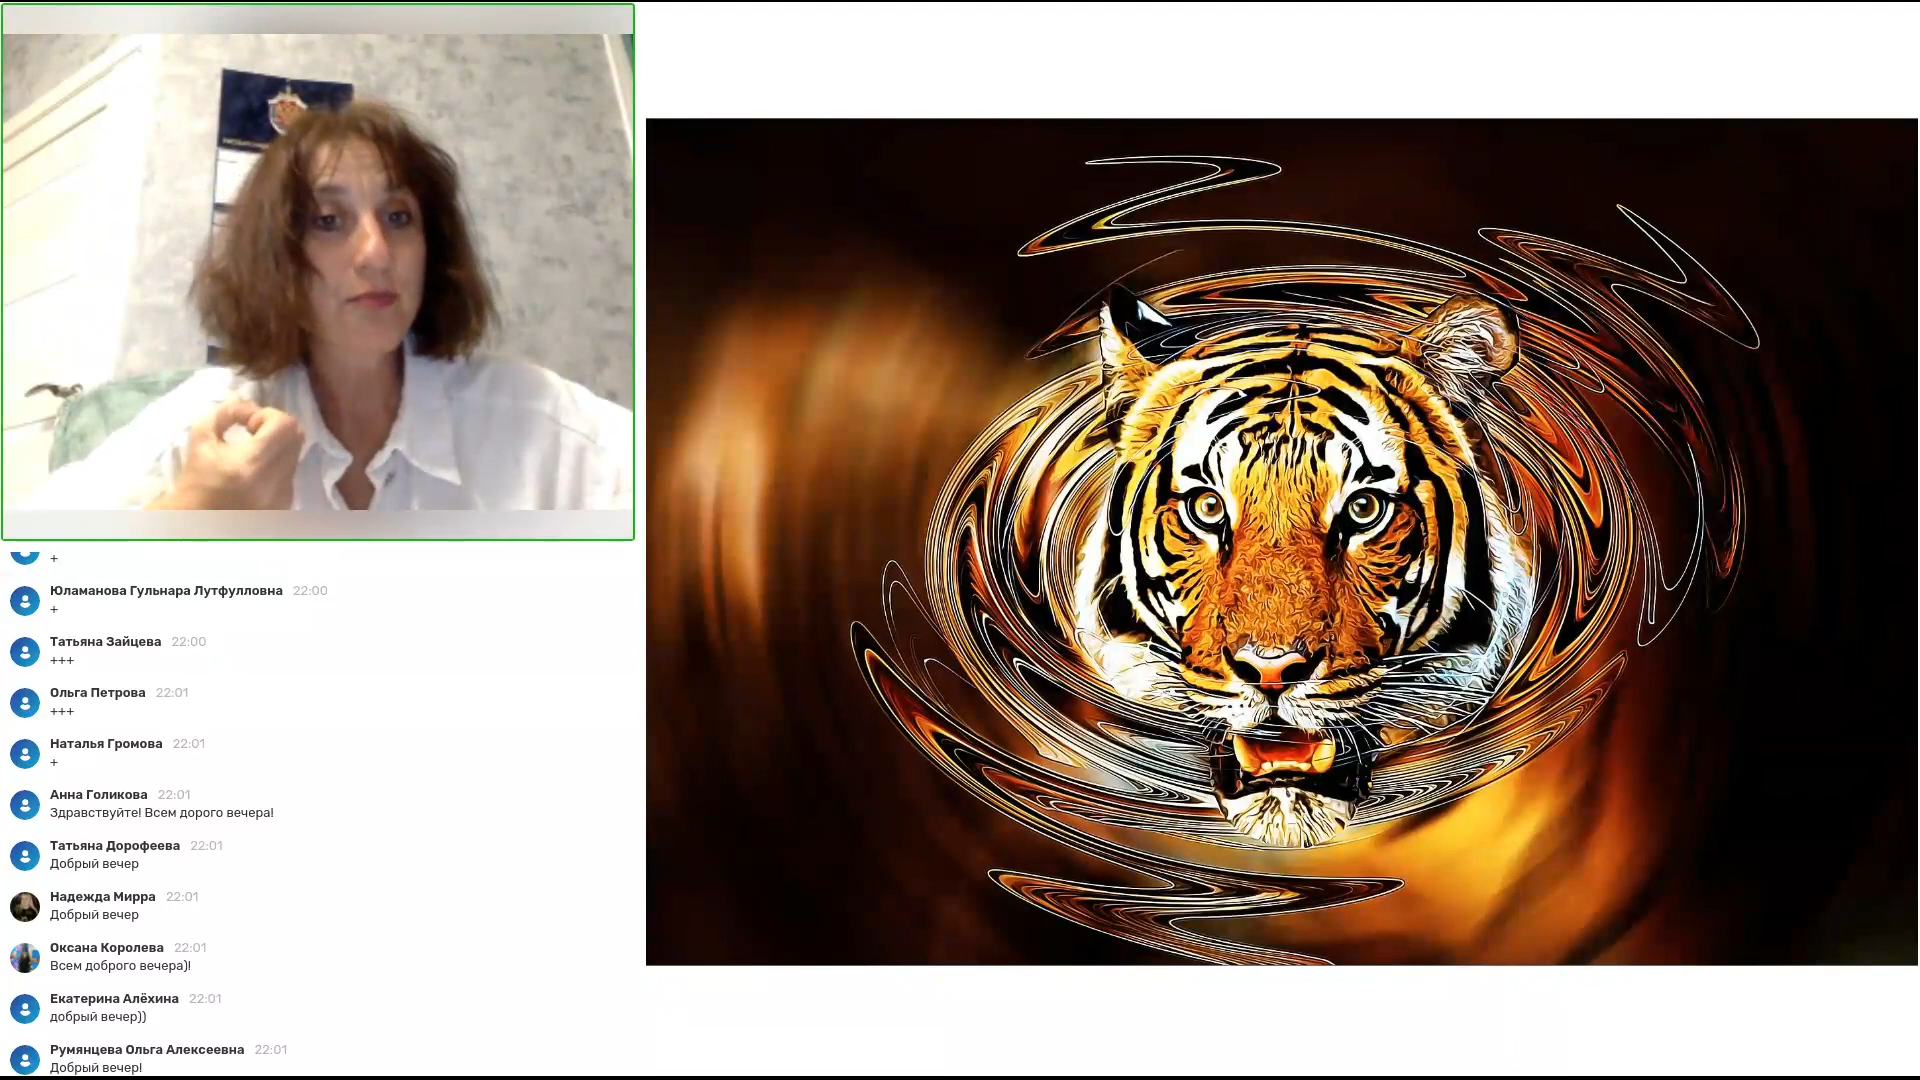 +
Юламанова Гульнара Лутфулловна 22:00
+
Татьяна Зайцева 22:00
+++
Ольга Петрова 22:01
+++
Наталья Громова 22:01
+
Анна Голикова 22:01
Здравствуйте! Всем дорого вечера!
Татьяна Дорофеева 22:01
Добрый вечер
Надежда Мирра 22:01
Добрый вечер
Оксана Королева 22:01
Всем доброго вечера)!
Екатерина Алёхина 22:01
добрый вечер))
Румянцева Ольга Алексеевна 22:01
Добрый вечер!